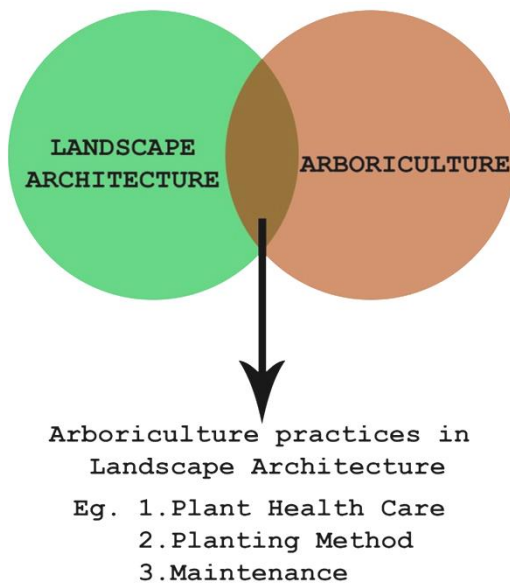 LANDSCAPE
ARCHITECTURE
ARBORICULTURE
Arboriculture practices in
Landscape Architecture
Eg. 1.Plant Health Care
2.Planting Method
3.Maintenance